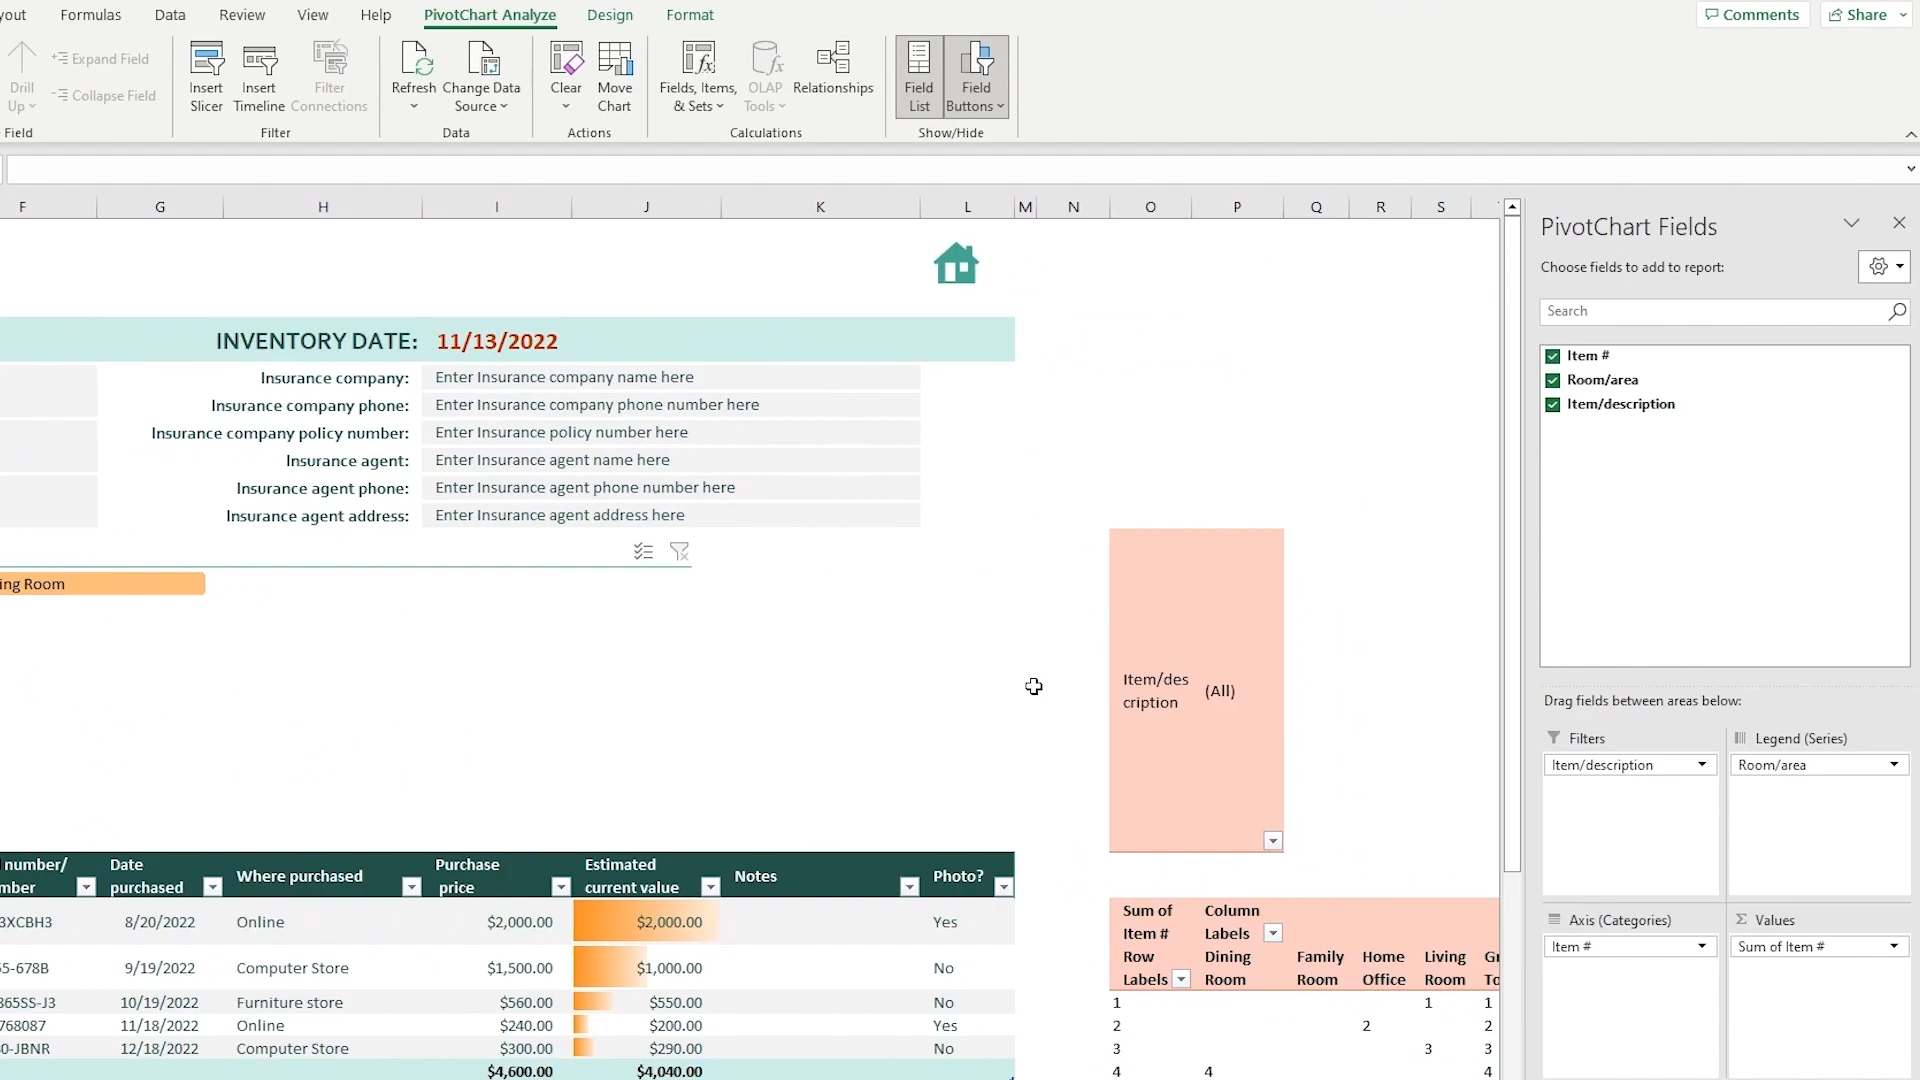 yout Formulas Data Review View Help PivotChart Analyze Design Format Comments Share
Drill Up
Expand Field
Collapse Field
Field
Insert Slicer
Insert Timeline
Filter Connections
Filter
Refresh
Change Data Source
Data
Clear
Move Chart
Actions
Fields, Items, & Sets
OLAP Tools
Relationships
Calculations
Field List
Field Buttons
Show/Hide
F G H I J K L M N O P Q R S
INVENTORY DATE: 11/13/2022
Insurance company: Enter Insurance company name here
Insurance company phone: Enter Insurance company phone number here
Insurance company policy number: Enter Insurance policy number here
Insurance agent: Enter Insurance agent name here
Insurance agent phone: Enter Insurance agent phone number here
Insurance agent address: Enter Insurance agent address here
ing Room
Item/des
cription
(All)
number/
mber
Date
purchased
Where purchased
Purchase
price
Estimated
current value
Notes
Photo?
3XCBH3 8/20/2022 Online $2,000.00 $2,000.00 Yes
55-678B 9/19/2022 Computer Store $1,500.00 $1,000.00 No
365SS-J3 10/19/2022 Furniture store $560.00 $550.00 No
768087 11/18/2022 Online $240.00 $200.00 Yes
0-JBNR 12/18/2022 Computer Store $300.00 $290.00 No
$4,600.00 $4,040.00
Sum of Column
Item # Labels
Row Dining Family Home Living Gr
Labels Room Room Office Room To
1 1 1
2 2 2
3 3 3
4 4 4
PivotChart Fields
Choose fields to add to report:
Search
Item #
Room/area
Item/description
Drag fields between areas below:
Filters
Item/description
Legend (Series)
Room/area
Axis (Categories)
Item #
Σ Values
Sum of Item #